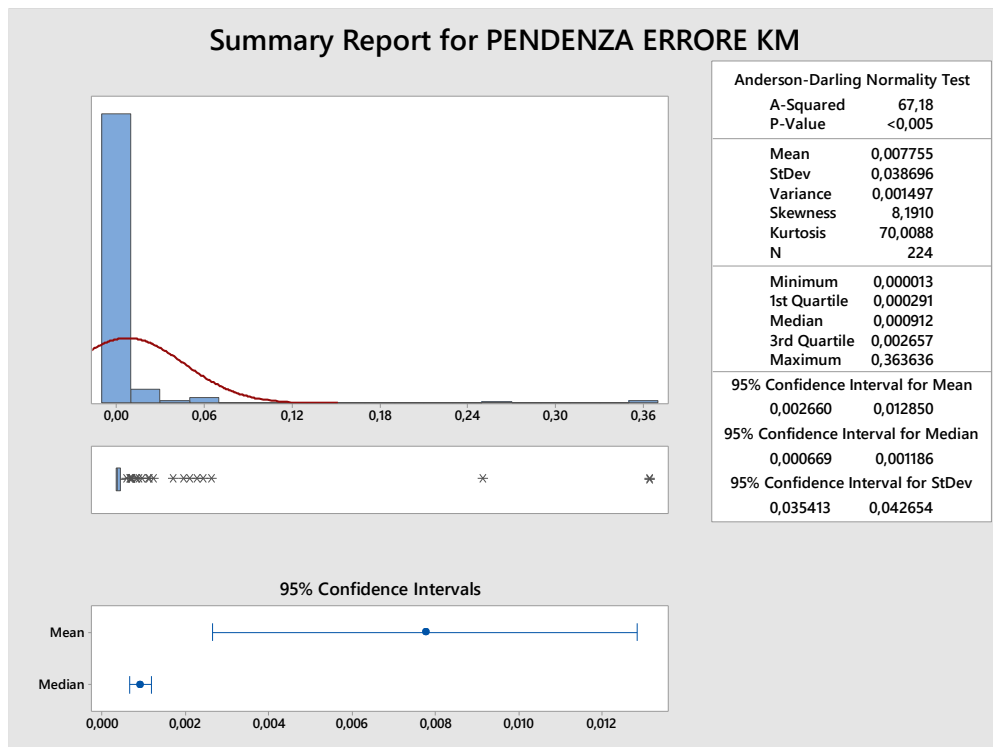 Summary Report for PENDENZA ERRORE KM
0,00 0,06 0,12 0,18 0,24 0,30 0,36
95% Confidence Intervals
Mean
Median
0,000 0,002 0,004 0,006 0,008 0,010 0,012
Anderson-Darling Normality Test
A-Squared 67,18
P-Value <0,005
Mean 0,007755
StDev 0,038696
Variance 0,001497
Skewness 8,1910
Kurtosis 70,0088
N 224
Minimum 0,000013
1st Quartile 0,000291
Median 0,000912
3rd Quartile 0,002657
Maximum 0,363636
95% Confidence Interval for Mean
0,002660 0,012850
95% Confidence Interval for Median
0,000669 0,001186
95% Confidence Interval for StDev
0,035413 0,042654